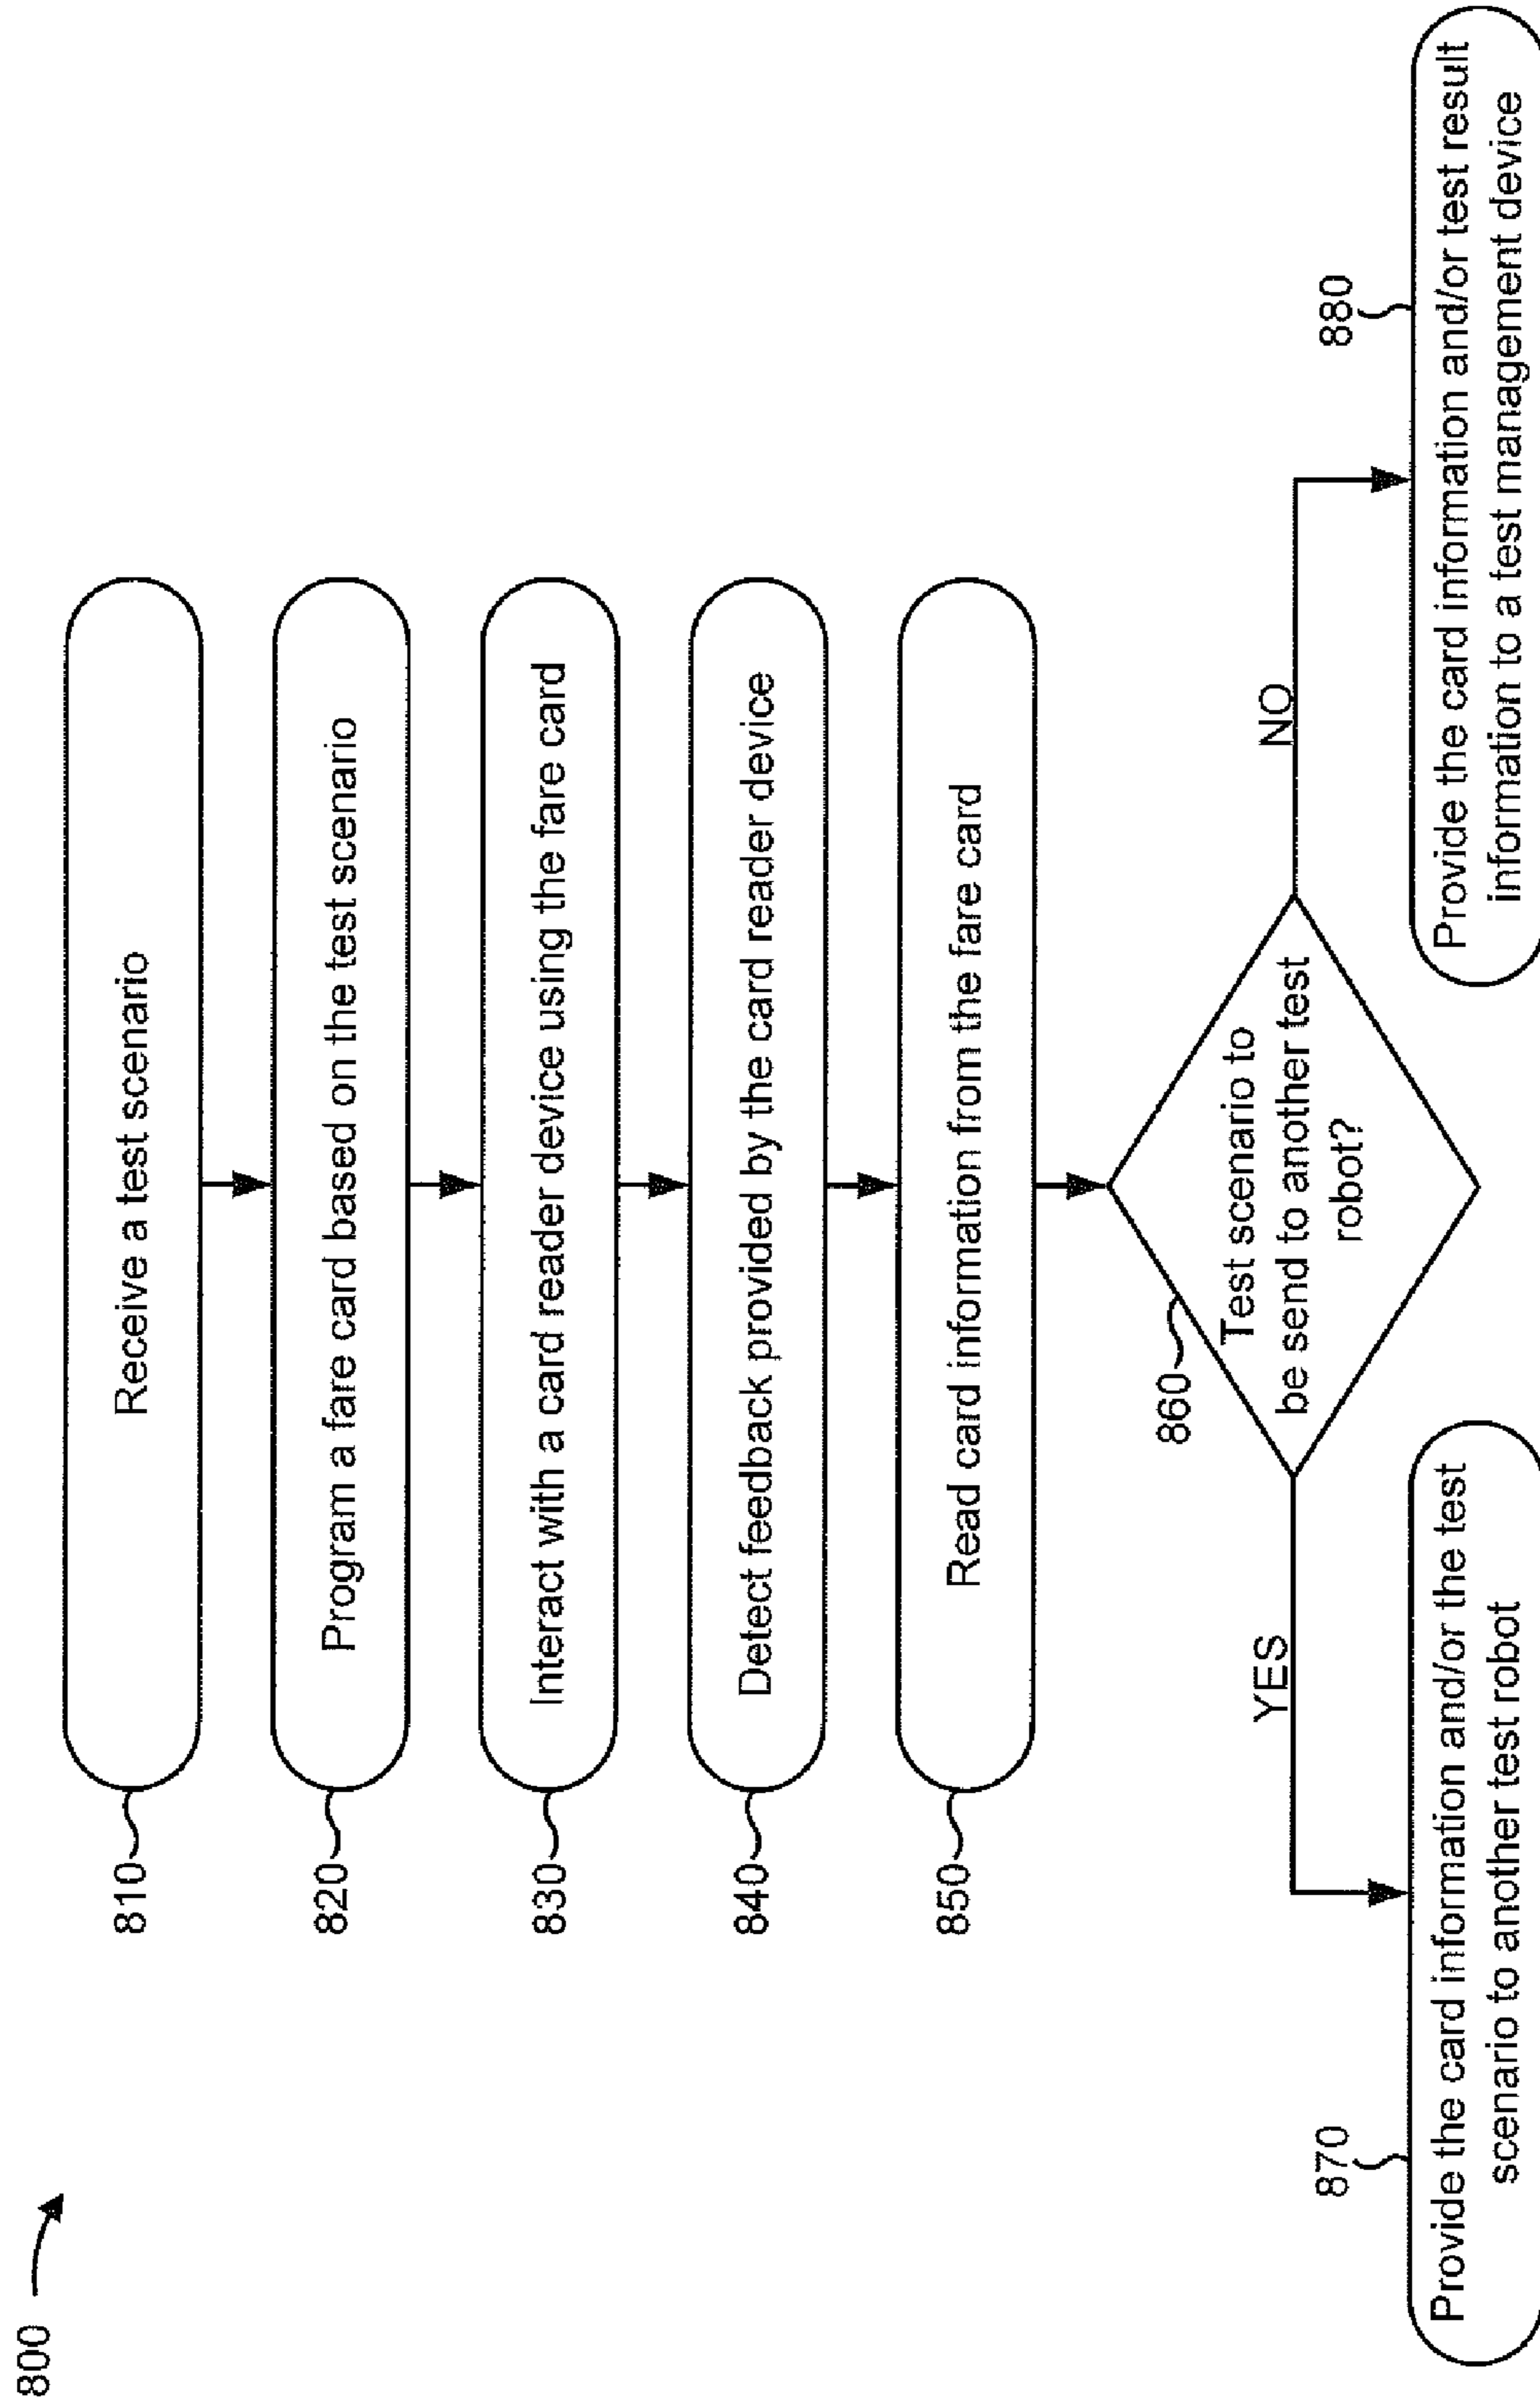 800
810
Receive a test scenario
820
Program a fare card based on the test scenario
830
Interact with a card reader device using the fare card
840
Detect feedback provided by the card reader device
850
Read card information from the fare card
860
Test scenario to
be send to another test
robot?
YES
NO
870
Provide the card information and/or the test
scenario to another test robot
880
Provide the card information and/or test result
information to a test management device